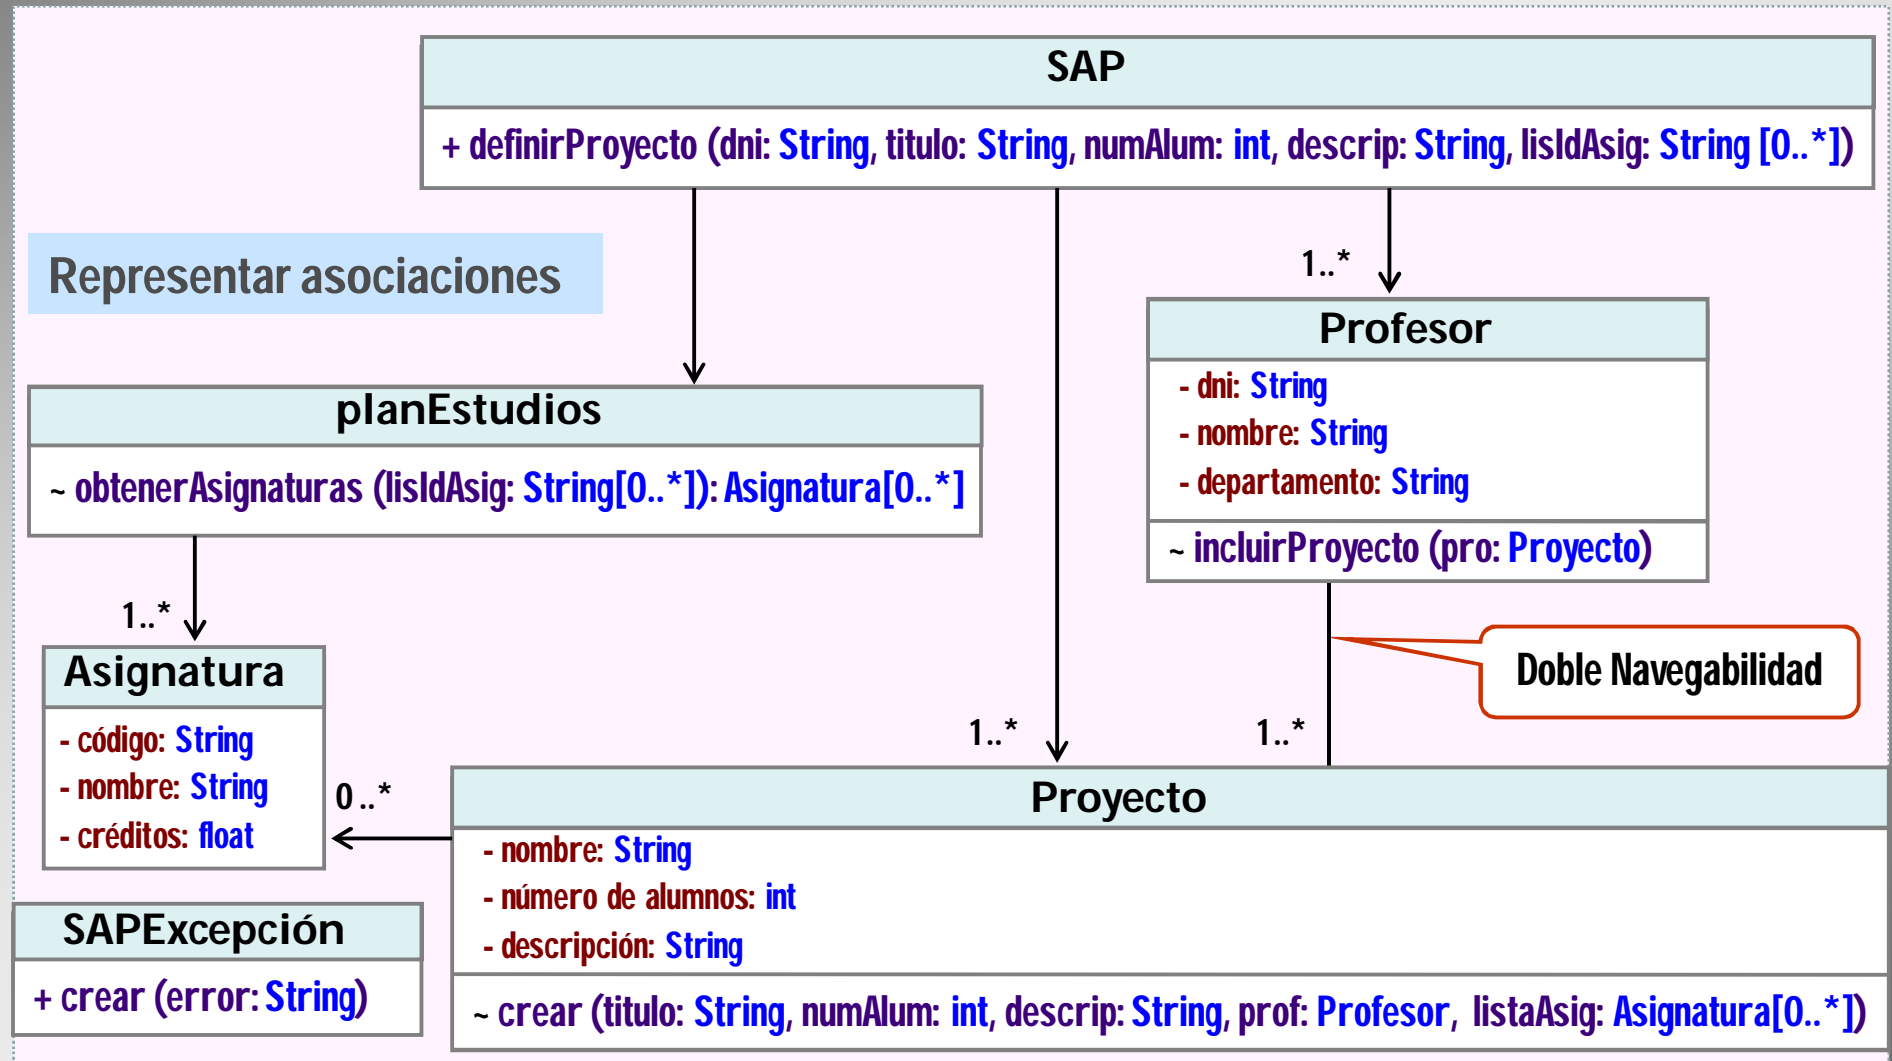 SAP
+ definirProyecto (dni: String, titulo: String, numAlum: int, descrip: String, lisIdAsig: String [0..*])
Representar asociaciones
1..*
Profesor
- dni: String
- nombre: String
- departamento: String
~ incluirProyecto (pro: Proyecto)
planEstudios
~ obtenerAsignaturas (lisIdAsig: String[0..*]): Asignatura[0..*]
1..*
Asignatura
- código: String
- nombre: String
- créditos: float
Doble Navegabilidad
1..*
1..*
0 ..*
Proyecto
- nombre: String
- número de alumnos: int
- descripción: String
~ crear (titulo: String, numAlum: int, descrip: String, prof: Profesor, listaAsig: Asignatura[0..*])
SAPExcepción
+ crear (error: String)